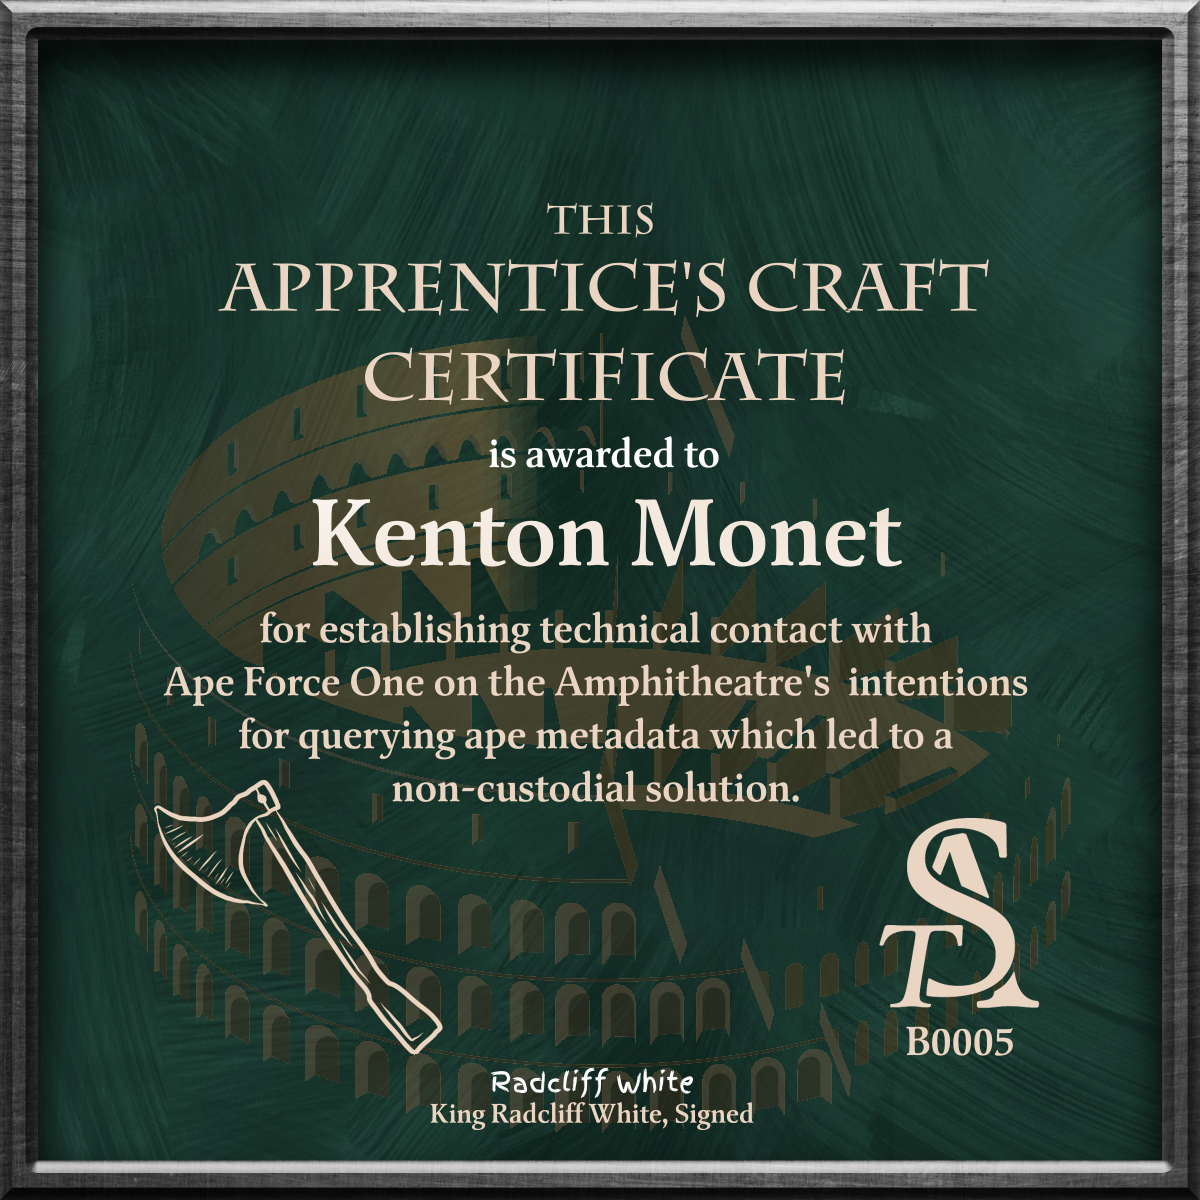 THIS
APPRENTICE'S CRAFT
CERTIFICATE
is awarded to
Kenton Monet
for establishing technical contact with
Ape Force One on the Amphitheatre's  intentions
for querying ape metadata which led to a
non-custodial solution.
TSA
B0005
Radcliff White
King Radcliff White, Signed